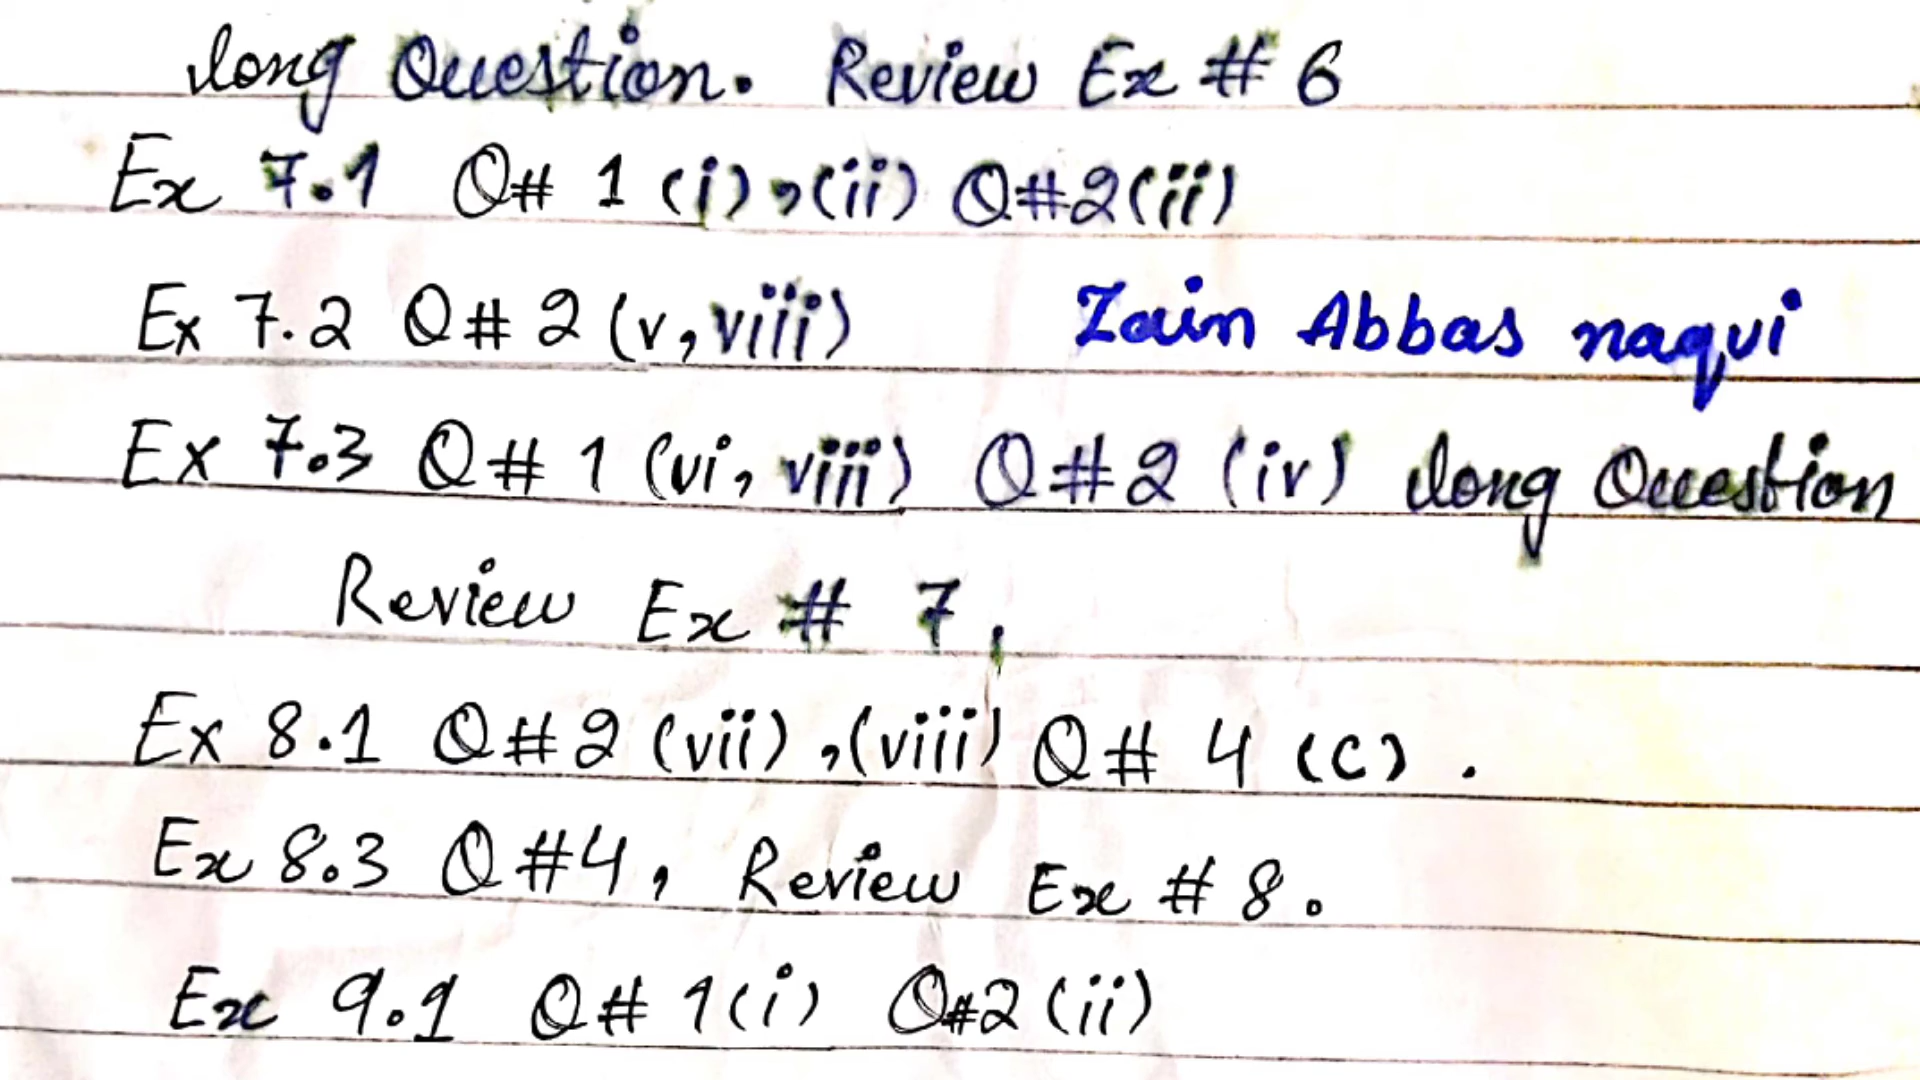 long Question. Review Ex # 6
Ex 7.1 Q# 1 (i),(ii) Q#2(ii)
Ex 7.2 Q# 2 (v,viii) Zain Abbas naqvi
Ex 7.3 Q# 1 (vi, viii) Q#2 (iv) long Question
Review Ex # 7,
Ex 8.1 Q#2 (vii),(viii) Q# 4 (c).
Ex 8.3 Q#4, Review Ex # 8.
Ex 9.1 Q# 1(i) Q#2 (ii)